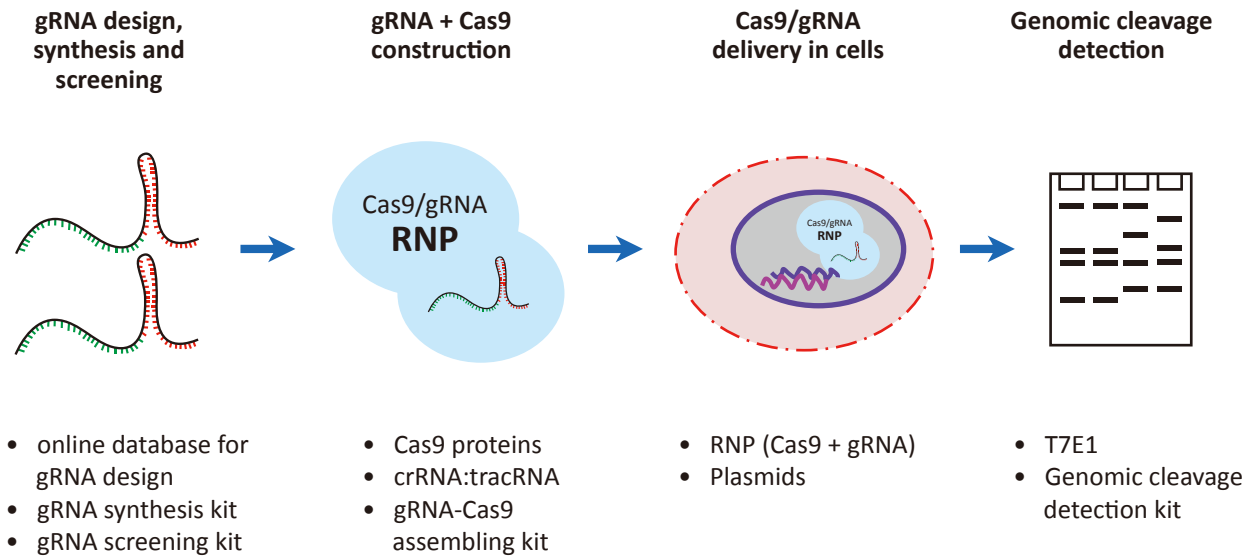 gRNA design,
synthesis and
screening
gRNA + Cas9
construction
Cas9/gRNA
delivery in cells
Genomic cleavage
detection
Cas9/gRNA
RNP
Cas9/gRNA
RNP
• online database for
gRNA design
• gRNA synthesis kit
• gRNA screening kit
• Cas9 proteins
• crRNA:tracRNA
• gRNA-Cas9
assembling kit
• RNP (Cas9 + gRNA)
• Plasmids
• T7E1
• Genomic cleavage
detection kit